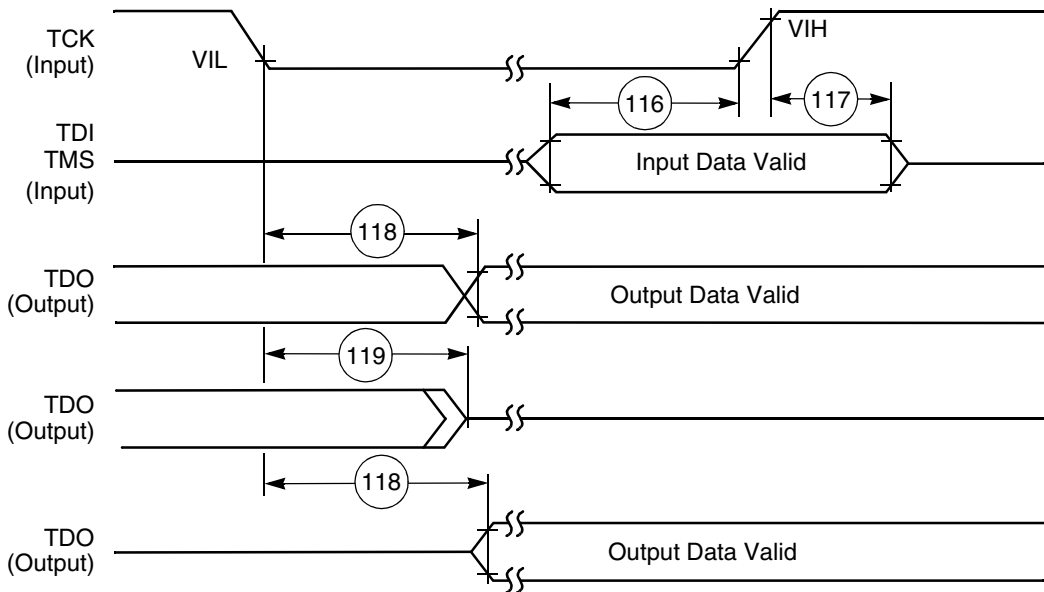 TCK
(Input)
VIL
VIH
116
117
TDI
TMS
(Input)
Input Data Valid
118
TDO
(Output)
Output Data Valid
119
TDO
(Output)
118
TDO
(Output)
Output Data Valid